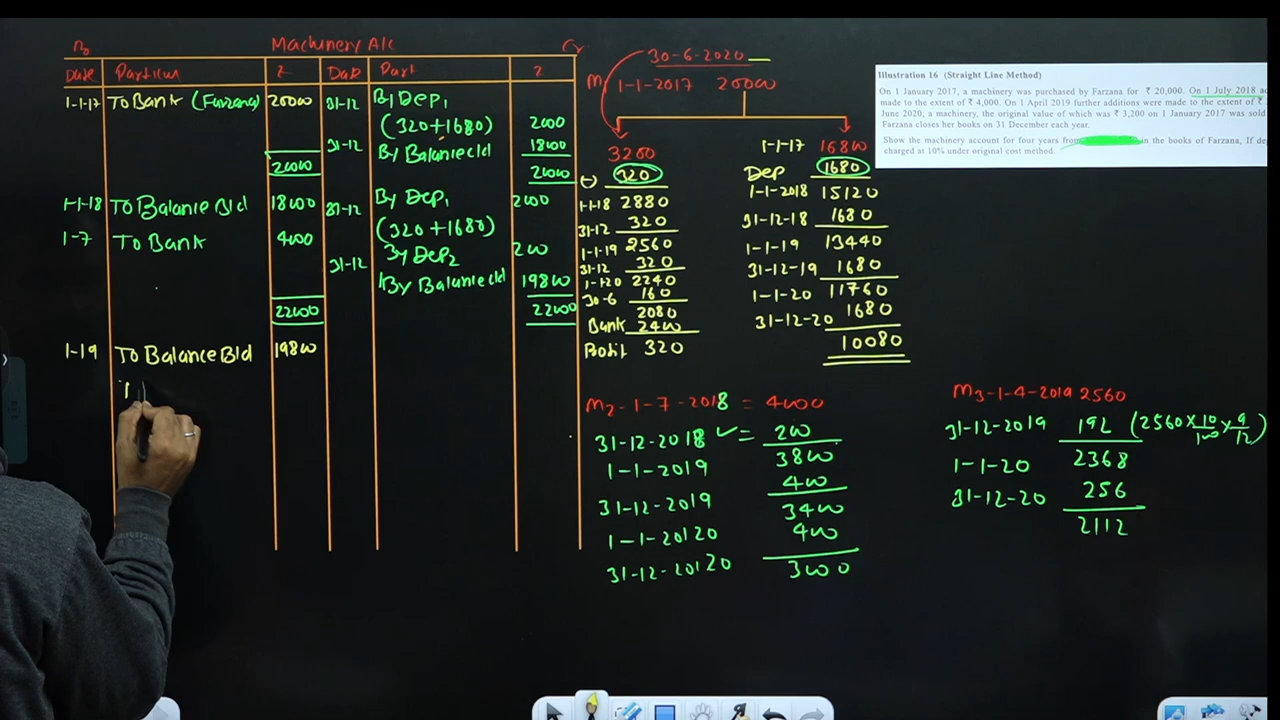 Machinery A/c
Dr
Cr
Date Particular ₹ Date Part ₹
1-1-17 To Bank (Farzana) 20000 31-12 By Dep1
(320+1680) 2000
31-12 By Balance c/d 18000
20000 20000
1-1-18 To Balance B/d 18000 31-12 By Dep1 2000
(320+1680)
1-7 To Bank 4000
31-12 By Dep2 200
By Balance c/d 19800
22000 22000
1-19 To Balance B/d 19800
30-6-2020
M 1-1-2017 20000
3200
(-) 320
1-1-18 2880
31-12 320
1-1-19 2560
31-12 320
1-1-20 2240
30-6 160
2080
Bank 2400
Profit 320
1-1-17 16800
Dep 1680
1-1-2018 15120
31-12-18 1680
1-1-19 13440
31-12-19 1680
1-1-20 11760
31-12-20 1680
10080
M2-1-7-2018 = 4000
31-12-2018 ✓ = 200
1-1-2019 3800
31-12-2019 400
3400
1-1-20120 400
31-12-20120 3000
M3-1-4-2019 2560
31-12-2019 192 (2560×10/100×9/12)
1-1-20 2368
31-12-20 256
2112
Illustration 16 (Straight Line Method)
On 1 January 2017, a machinery was purchased by Farzana for ₹ 20,000. On 1 July 2018 ad
made to the extent of ₹ 4,000. On 1 April 2019 further additions were made to the extent of ₹
June 2020, a machinery, the original value of which was ₹ 3,200 on 1 January 2017 was sold
Farzana closes her books on 31 December each year.
Show the machinery account for four years from in the books of Farzana, If de
charged at 10% under original cost method.